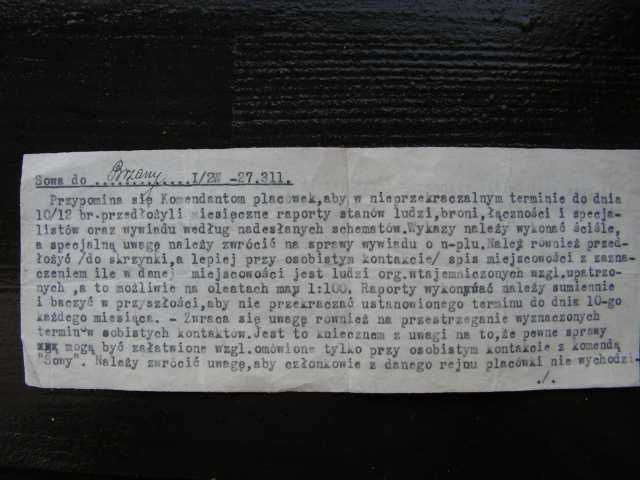 Sowa do ..Brzany....I/2W -27.311.
Przypomina się Komendantom placówek,aby w nieprzekraczalnym terminie do dnia
10/12 br.przedłożyli miesięczne raporty stanów ludzi,broni,łączności i specja-
listów oraz wywiadu według nadesłanych schematów.Wykazy należy wykonać ściśle,
a specjalną uwagę należy zwrócić na sprawy wywiadu o n-plu.Należ również przed-
łożyć /do skrzynki,a lepiej przy osobistym kontakcie/ spis miejscowości z zazna-
czeniem ile w danej miejscowości jest ludzi org.wtajemniczonych wzgl.upatrzo-
nych ,a to możliwie na oleatach map 1:100. Raporty wykonywać należy sumiennie
i baczyć w przyszłości,aby nie przekraczać ustanowionego terminu do dnia 10-go
każdego miesiąca. - Zwraca się uwagę również na przestrzeganie wyznaczonych
termin w osobistych kontaktów.Jest to kniecznem z uwagi na to,że pewne sprawy
mogą być załatwione wzgl.omówione tylko przy osobistym kontakcie z komendą
"Sowy". Należy zwrócić uwagę,aby członkowie z danego rejnu placówki nie wychodzi-
./.